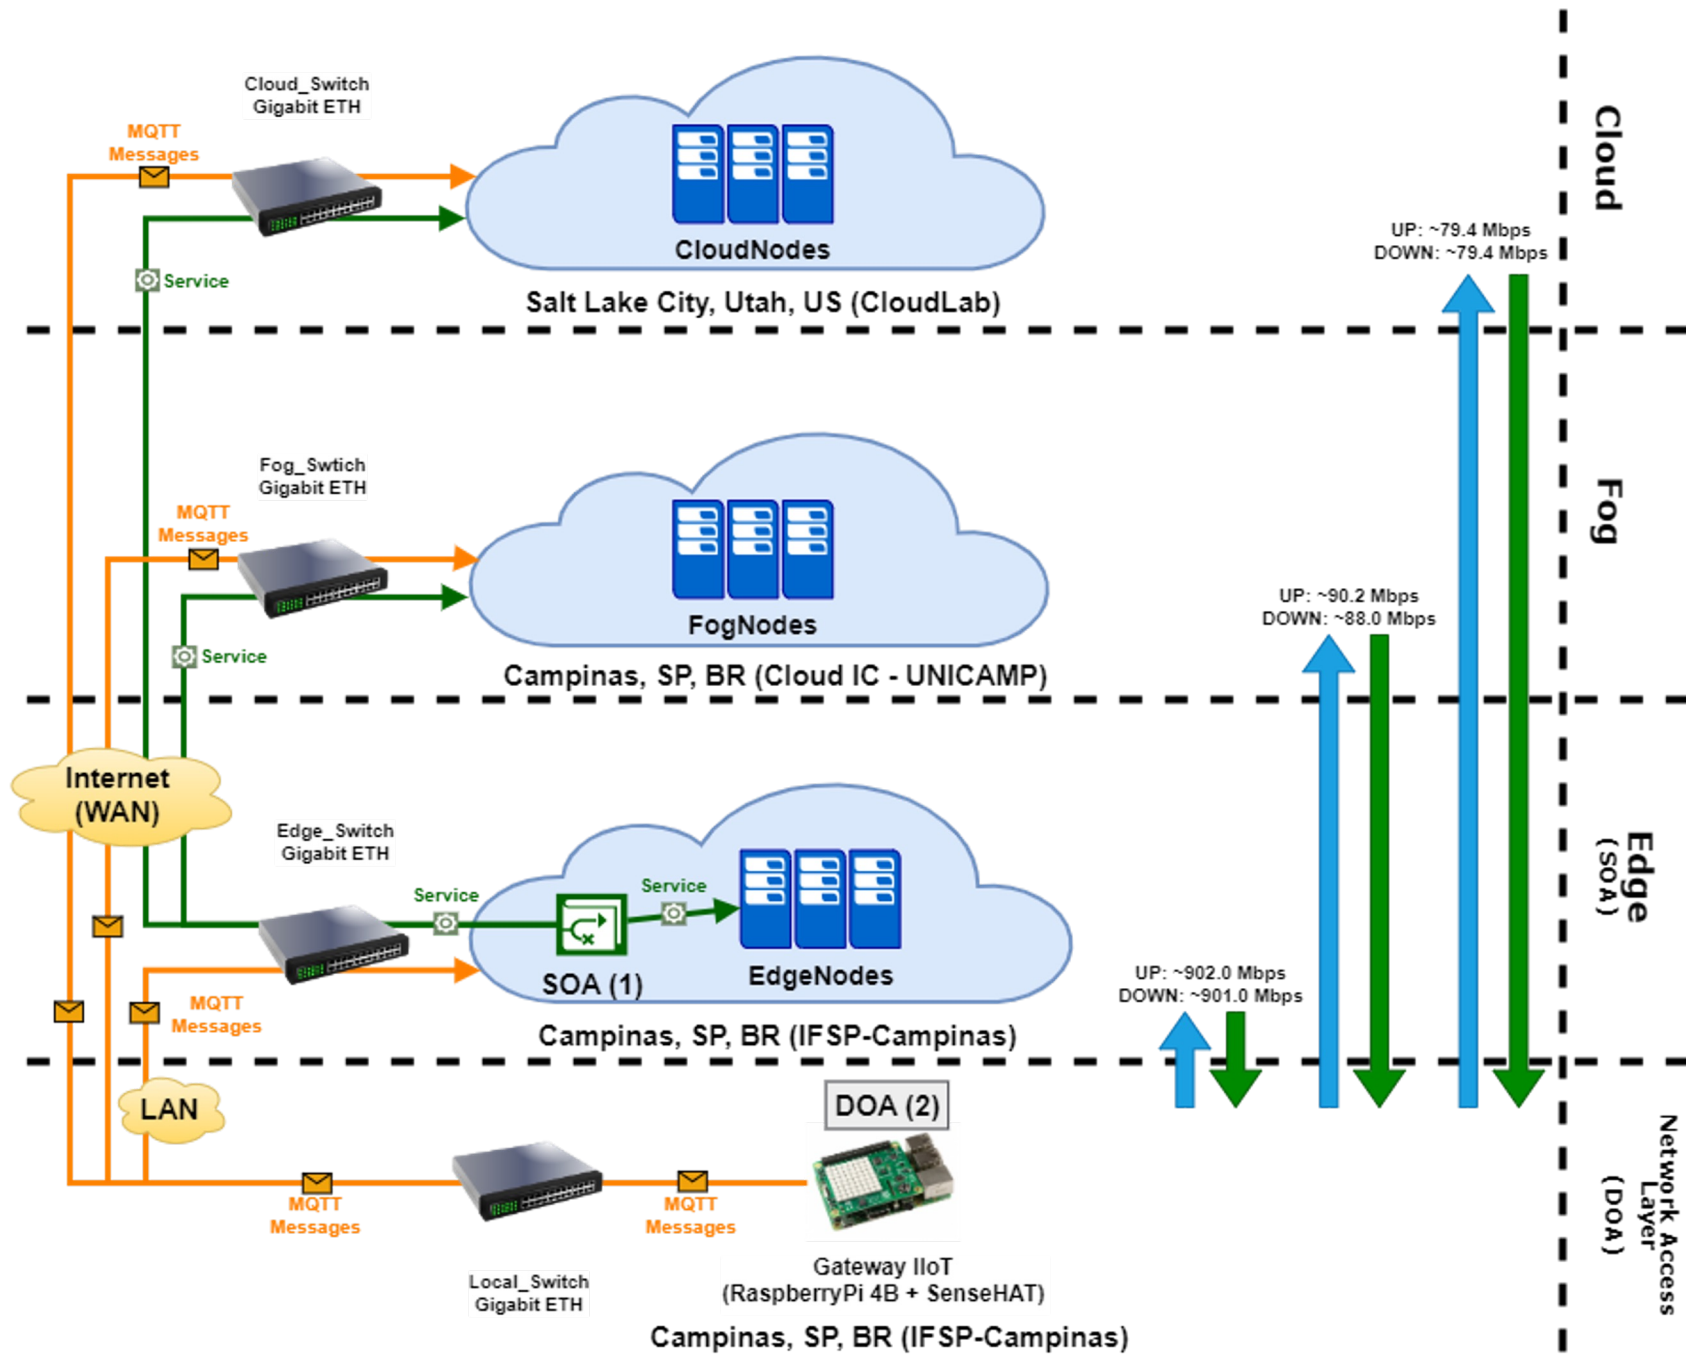 Cloud_Switch
Gigabit ETH
MQTT
Messages
Service
CloudNodes
Salt Lake City, Utah, US (CloudLab)
UP: ~79.4 Mbps
DOWN: ~79.4 Mbps
Cloud
Fog_Swtich
Gigabit ETH
MQTT
Messages
Service
FogNodes
Campinas, SP, BR (Cloud IC - UNICAMP)
UP: ~90.2 Mbps
DOWN: ~88.0 Mbps
Fog
Internet
(WAN)
Edge_Switch
Gigabit ETH
Service
Service
SOA (1)
EdgeNodes
MQTT
Messages
Campinas, SP, BR (IFSP-Campinas)
UP: ~902.0 Mbps
DOWN: ~901.0 Mbps
Edge
(SOA)
LAN
DOA (2)
MQTT
Messages
MQTT
Messages
Local_Switch
Gigabit ETH
Gateway IIoT
(RaspberryPi 4B + SenseHAT)
Campinas, SP, BR (IFSP-Campinas)
Network Access
Layer
(DOA)